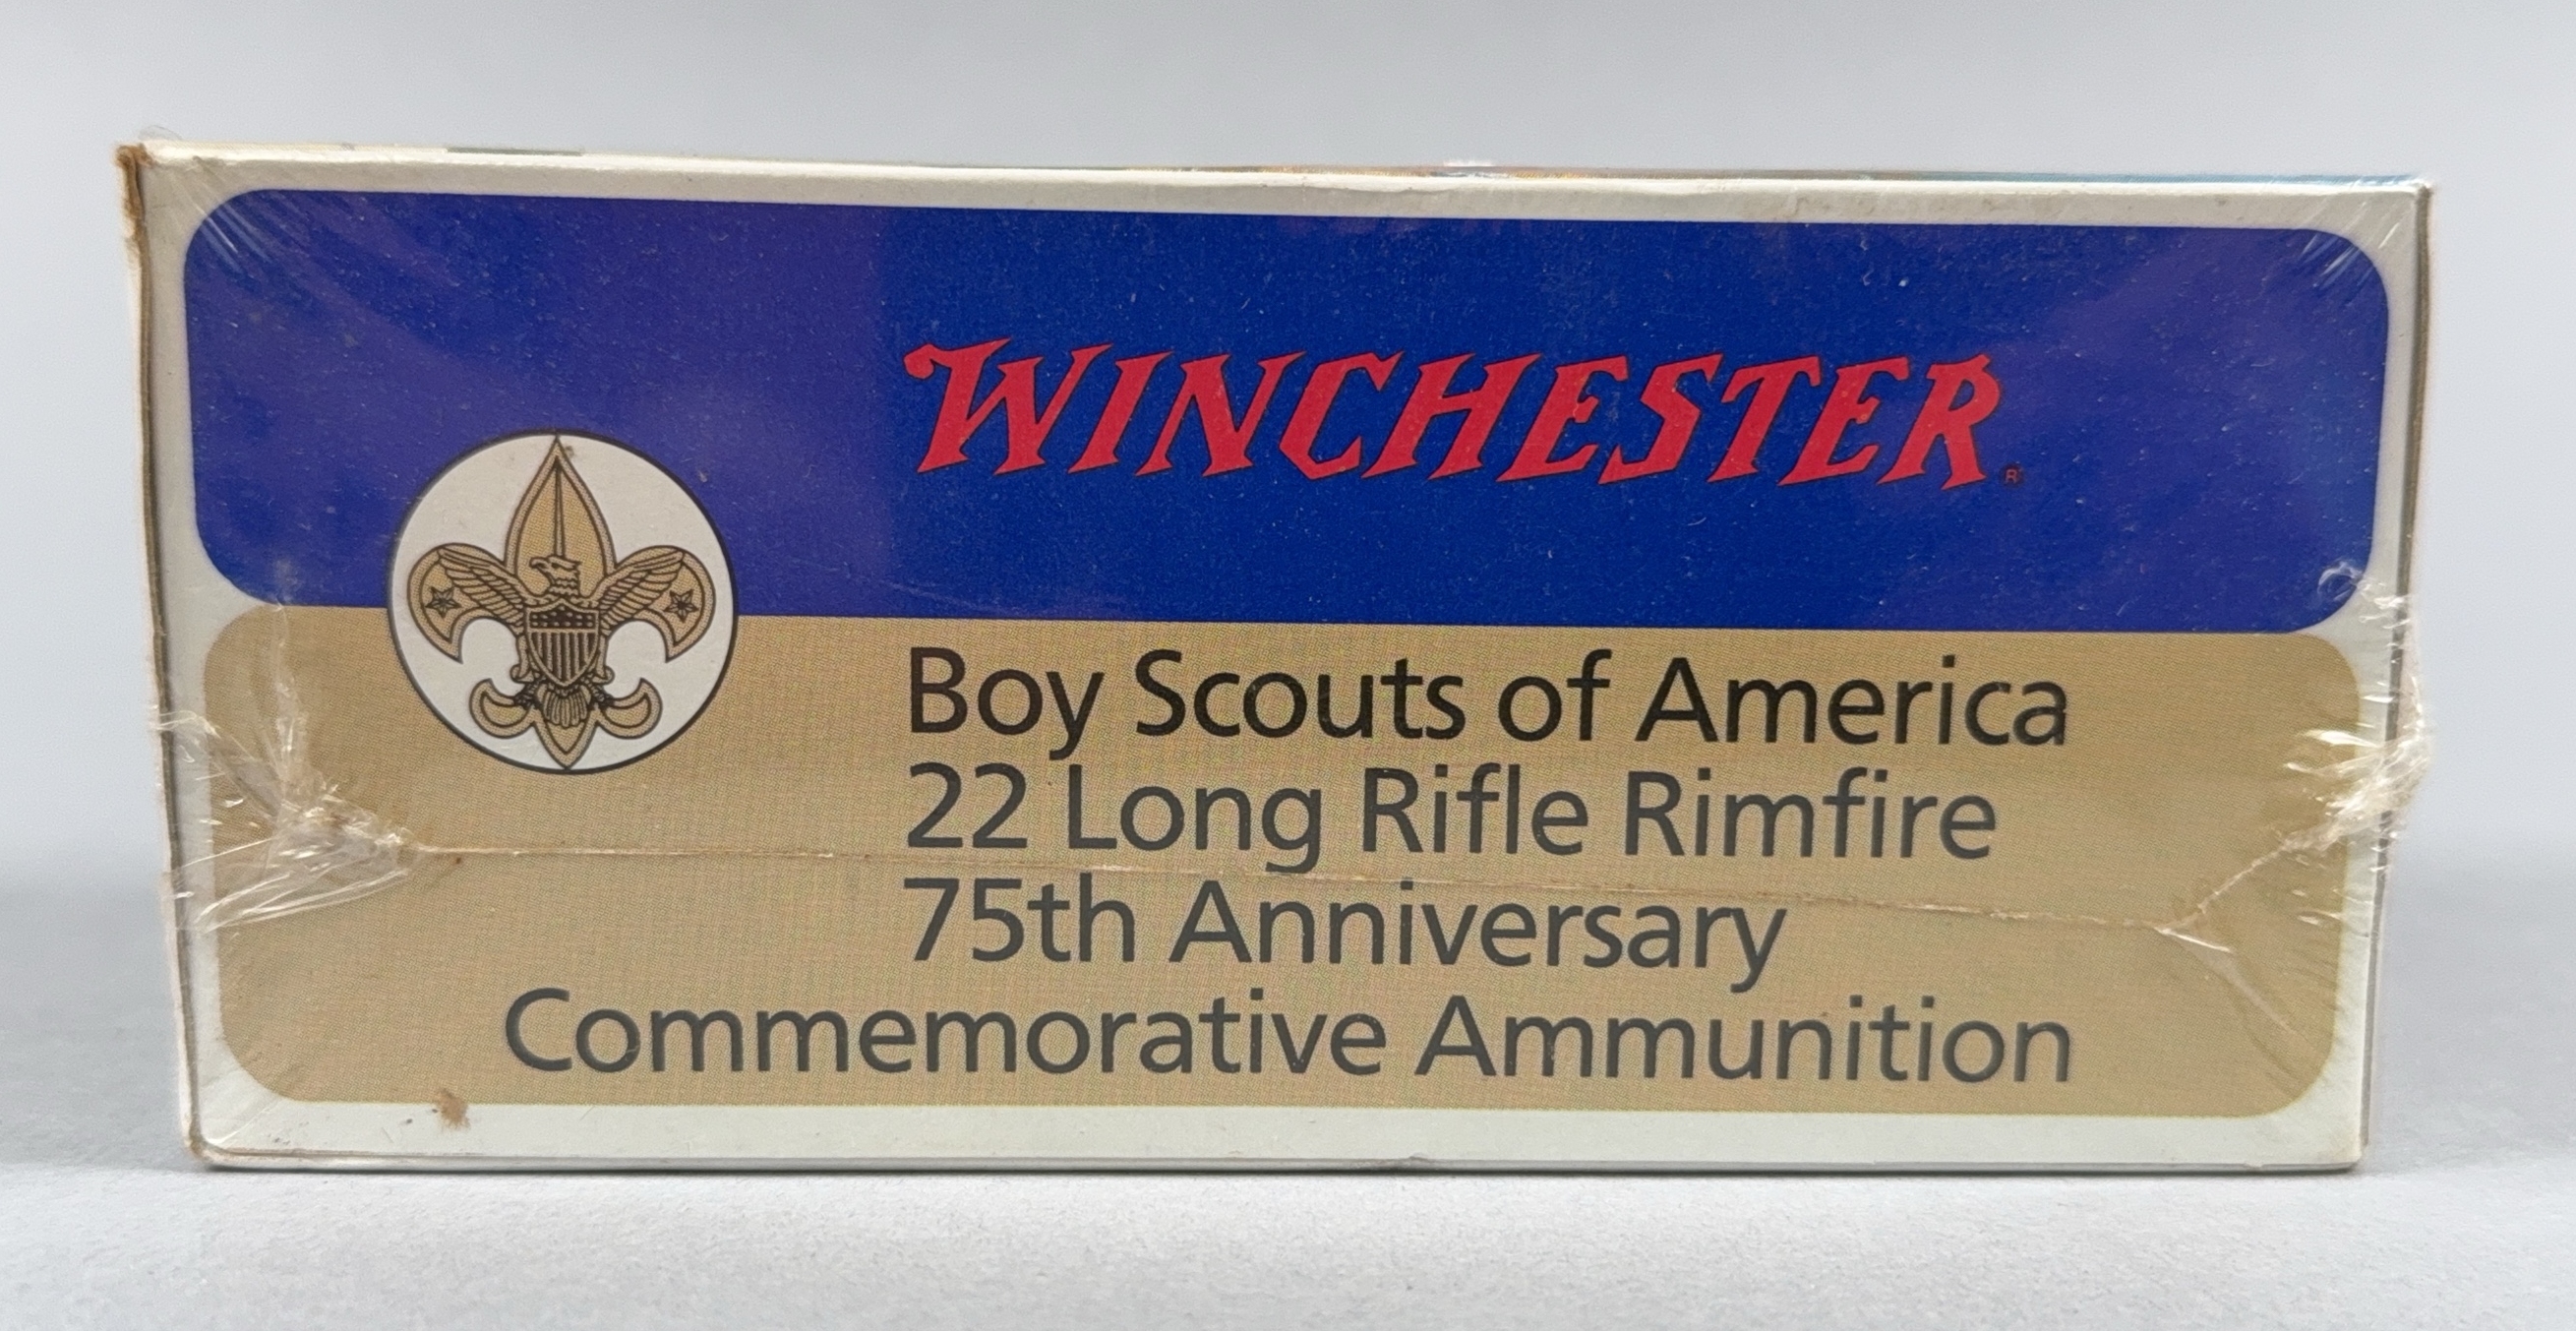 WINCHESTER®
Boy Scouts of America
22 Long Rifle Rimfire
75th Anniversary
Commemorative Ammunition